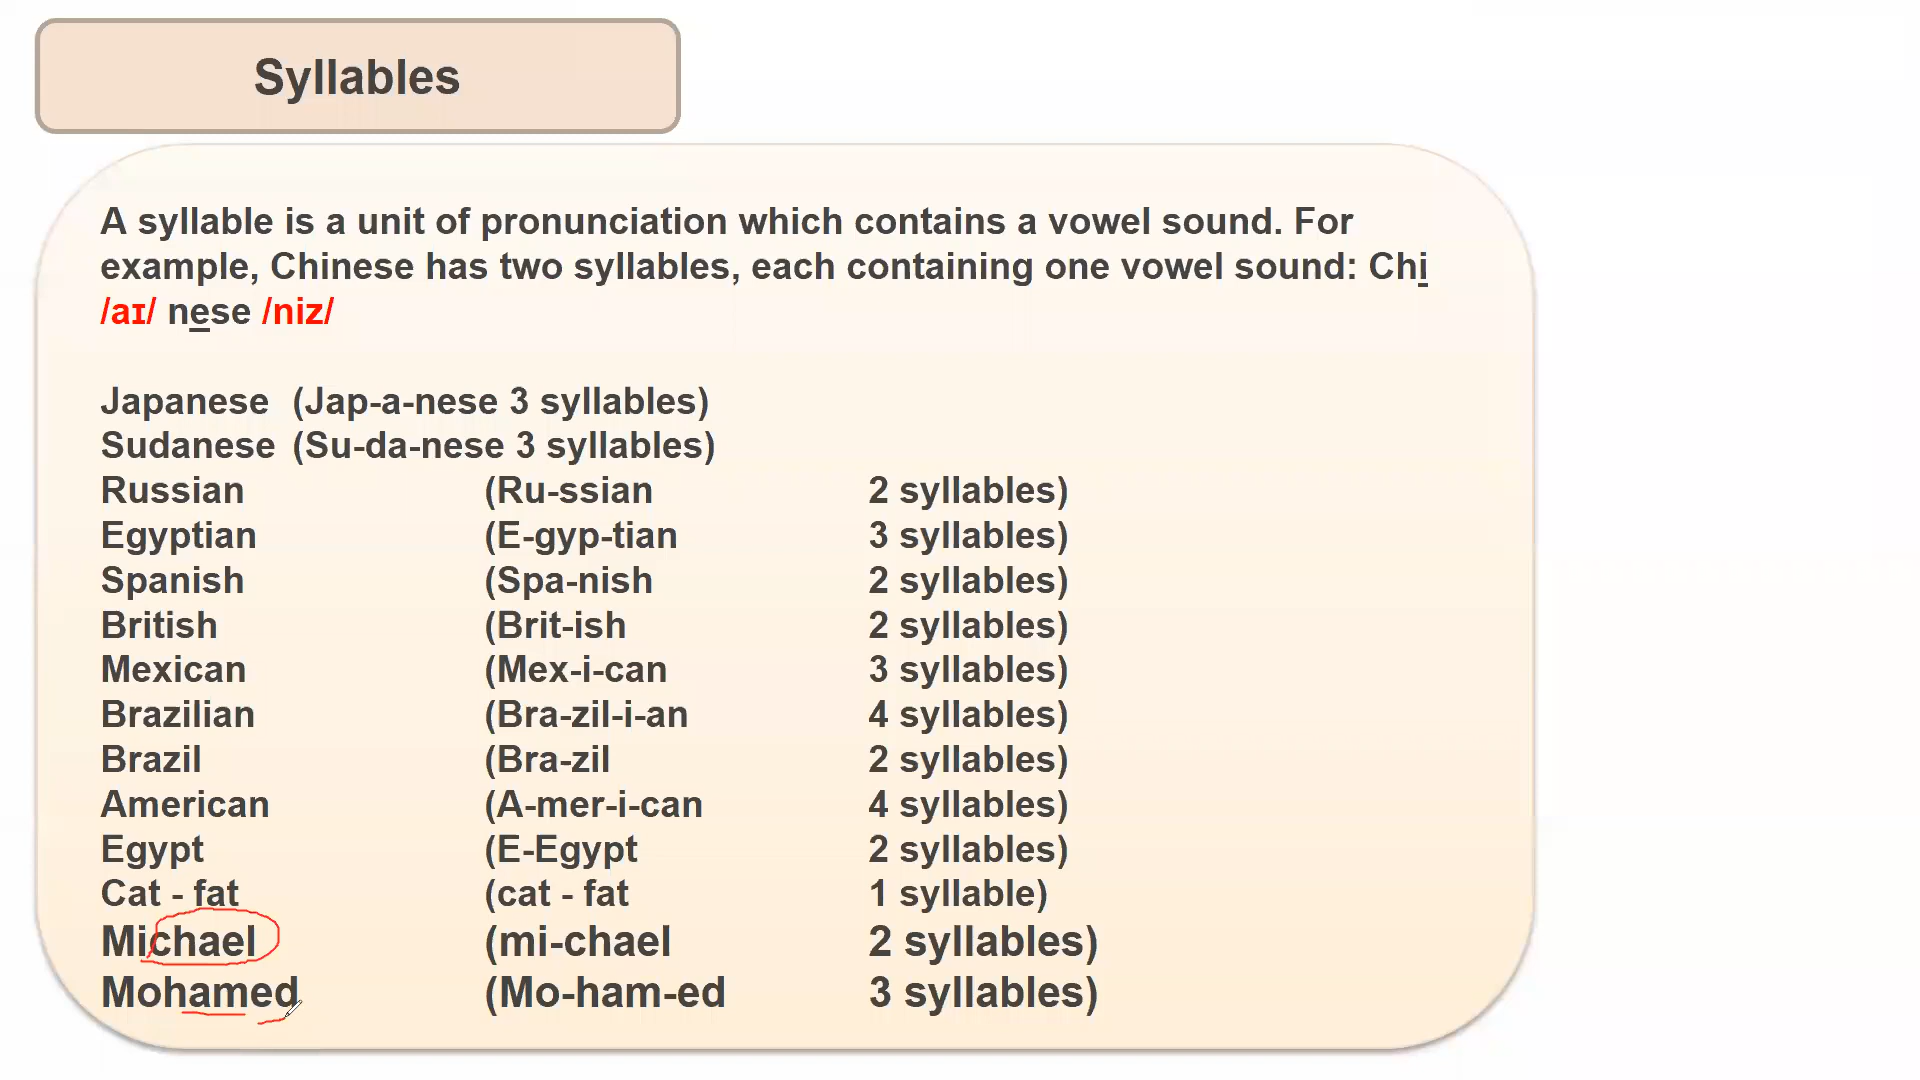 Syllables
A syllable is a unit of pronunciation which contains a vowel sound. For
example, Chinese has two syllables, each containing one vowel sound: Chi
/aɪ/ nese /niz/
Japanese (Jap-a-nese 3 syllables)
Sudanese (Su-da-nese 3 syllables)
Russian (Ru-ssian 2 syllables)
Egyptian (E-gyp-tian 3 syllables)
Spanish (Spa-nish 2 syllables)
British (Brit-ish 2 syllables)
Mexican (Mex-i-can 3 syllables)
Brazilian (Bra-zil-i-an 4 syllables)
Brazil (Bra-zil 2 syllables)
American (A-mer-i-can 4 syllables)
Egypt (E-Egypt 2 syllables)
Cat - fat (cat - fat 1 syllable)
Michael (mi-chael 2 syllables)
Mohamed (Mo-ham-ed 3 syllables)